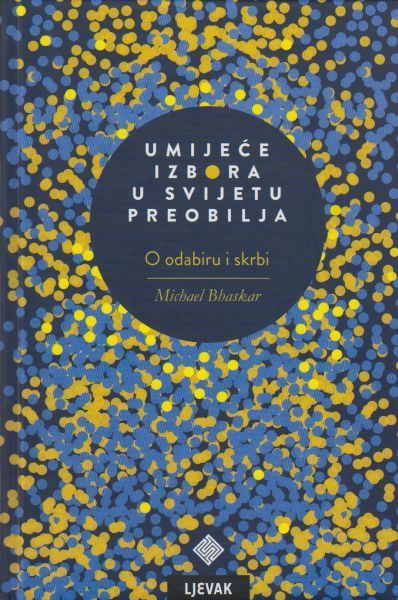 UMIJEĆE
IZBORA
U SVIJETU
PREOBILJA
O odabiru i skrbi
Michael Bhaskar
LJEVAK